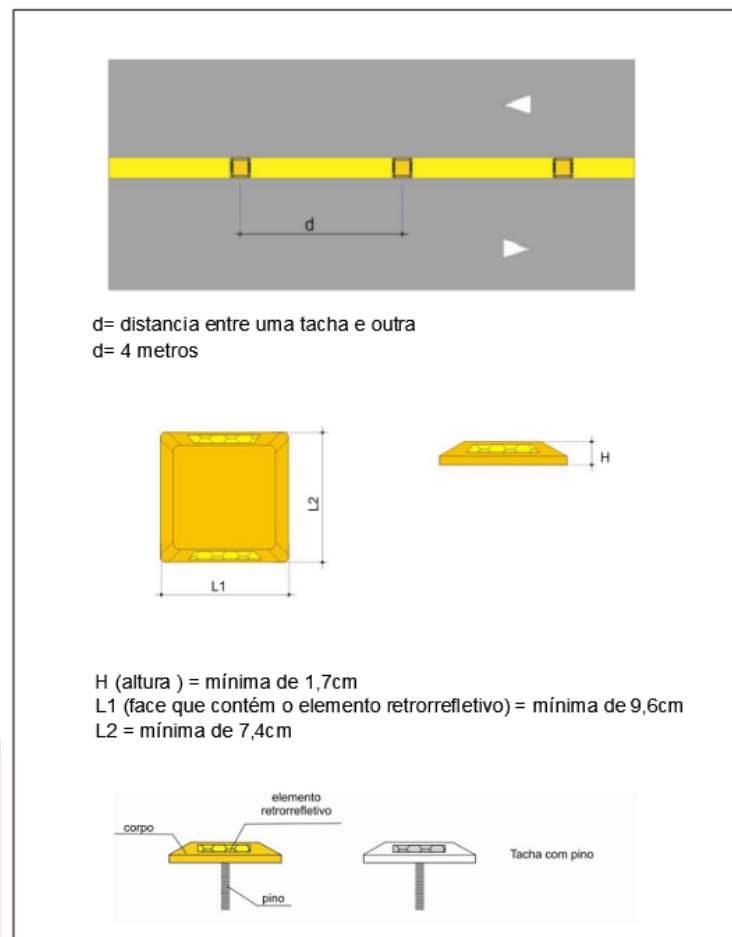 d
d= distancia entre uma tacha e outra
d= 4 metros
L2
H
L1
H (altura ) = mínima de 1,7cm
L1 (face que contém o elemento retrorrefletivo) = mínima de 9,6cm
L2 = mínima de 7,4cm
elemento
retrorrefletivo
corpo
Tacha com pino
pino